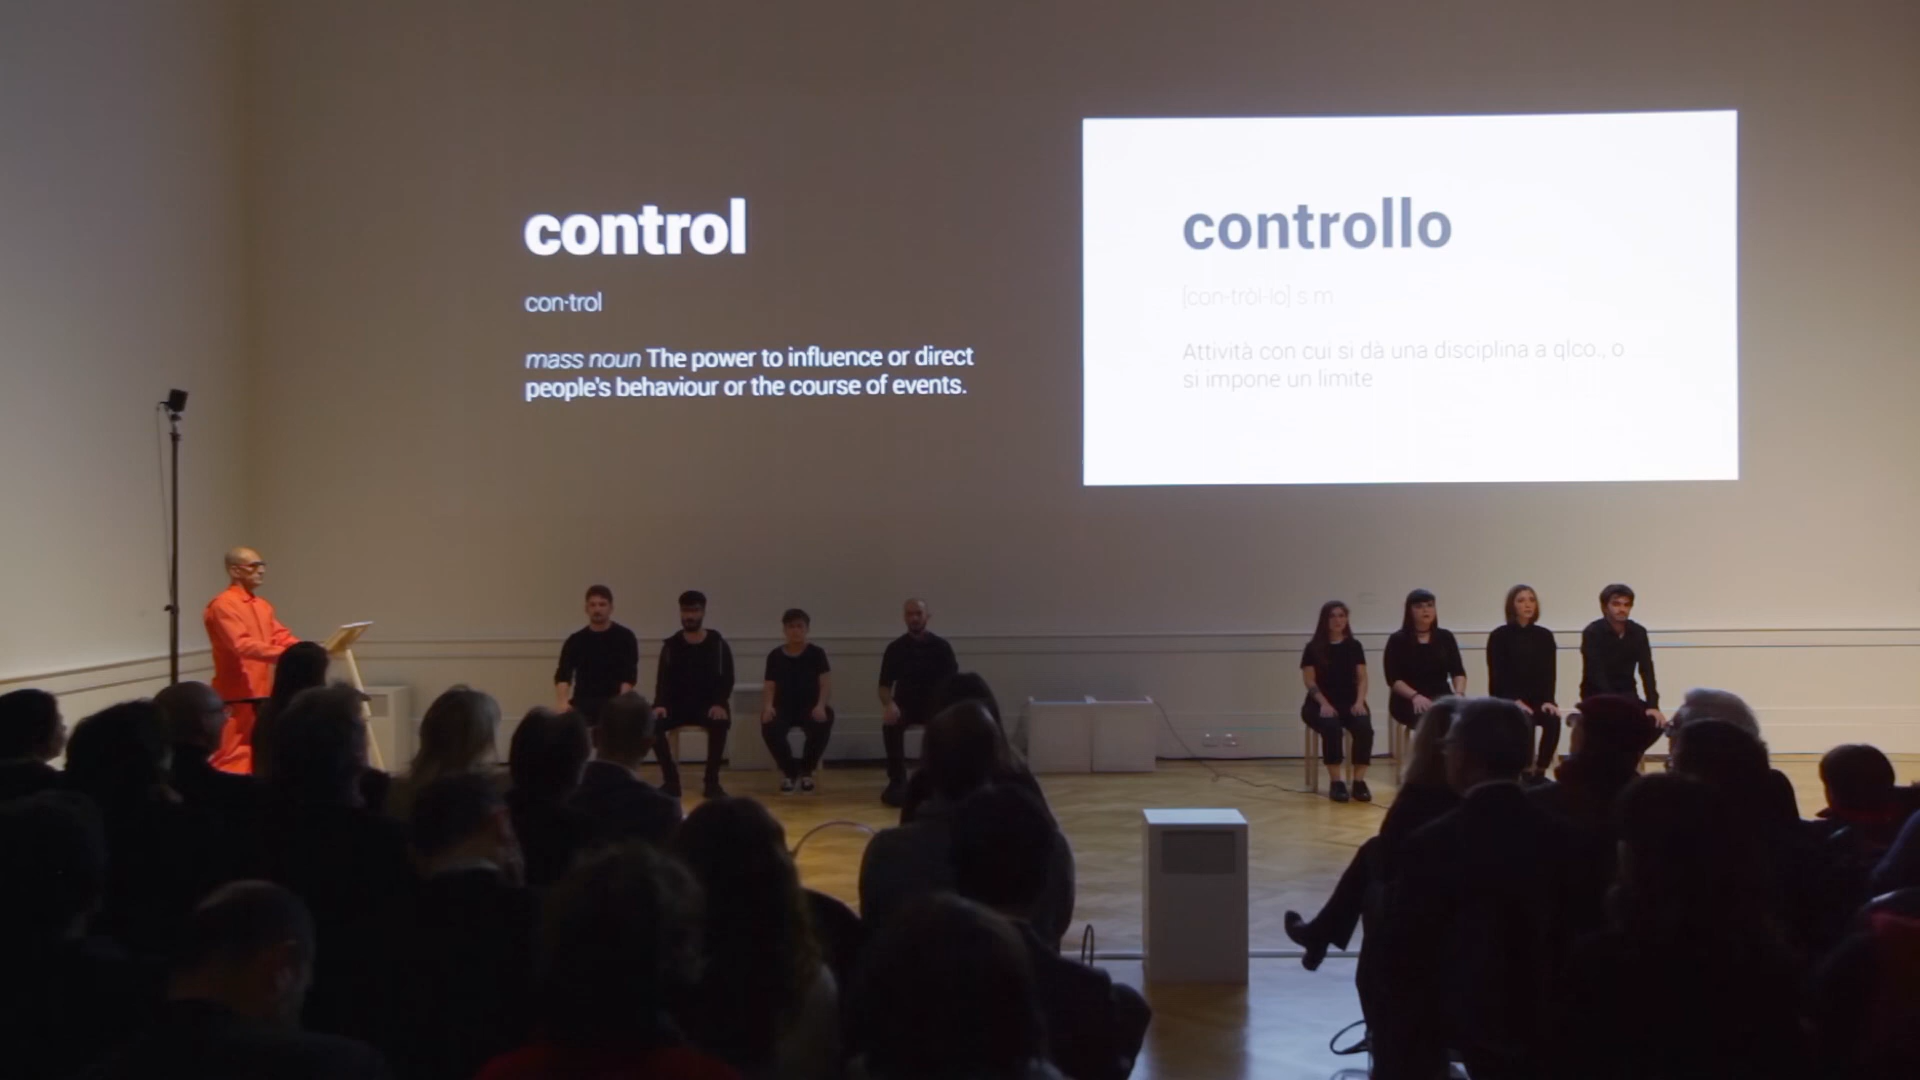 control
con·trol
mass noun The power to influence or direct
people's behaviour or the course of events.
controllo
[con-tròl-lo] s m
Attività con cui si dà una disciplina a qlco., o
si impone un limite